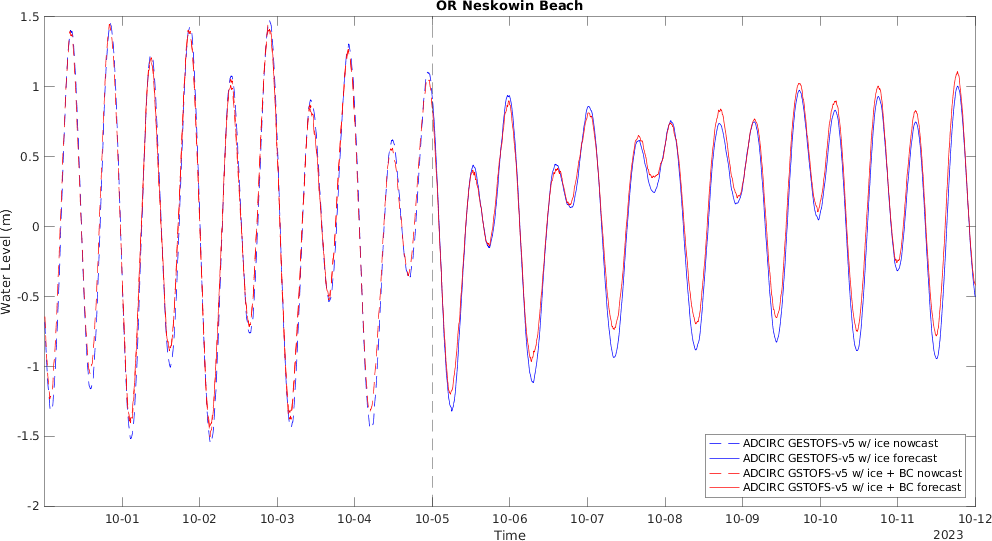 OR Neskowin Beach
1.5
1
0.5
0
-0.5
-1
-1.5
-2
Water Level (m)
10-01 10-02 10-03 10-04 10-05 10-06 10-07 10-08 10-09 10-10 10-11 10-12
Time
2023
ADCIRC GESTOFS-v5 w/ ice nowcast
ADCIRC GESTOFS-v5 w/ ice forecast
ADCIRC GSTOFS-v5 w/ ice + BC nowcast
ADCIRC GSTOFS-v5 w/ ice + BC forecast